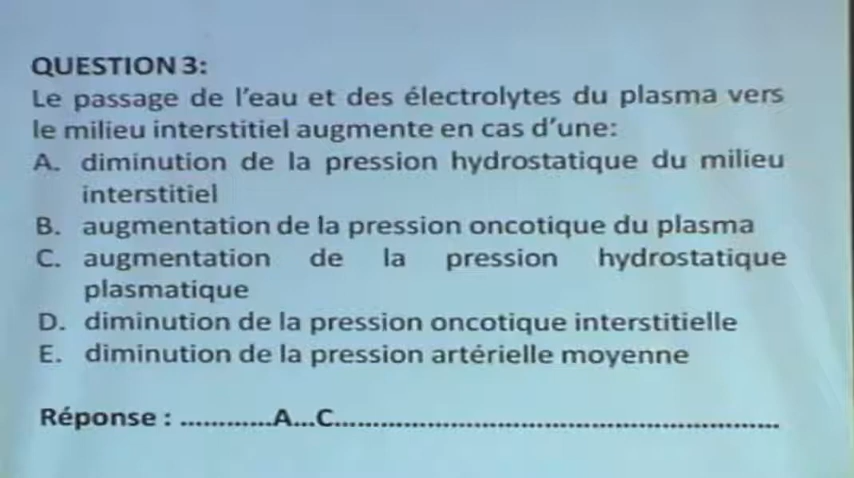 QUESTION 3:
Le passage de l'eau et des électrolytes du plasma vers
le milieu interstitiel augmente en cas d'une:
A. diminution de la pression hydrostatique du milieu
interstitiel
B. augmentation de la pression oncotique du plasma
C. augmentation de la pression hydrostatique
plasmatique
D. diminution de la pression oncotique interstitielle
E. diminution de la pression artérielle moyenne
Réponse : ............A...C..........................................................